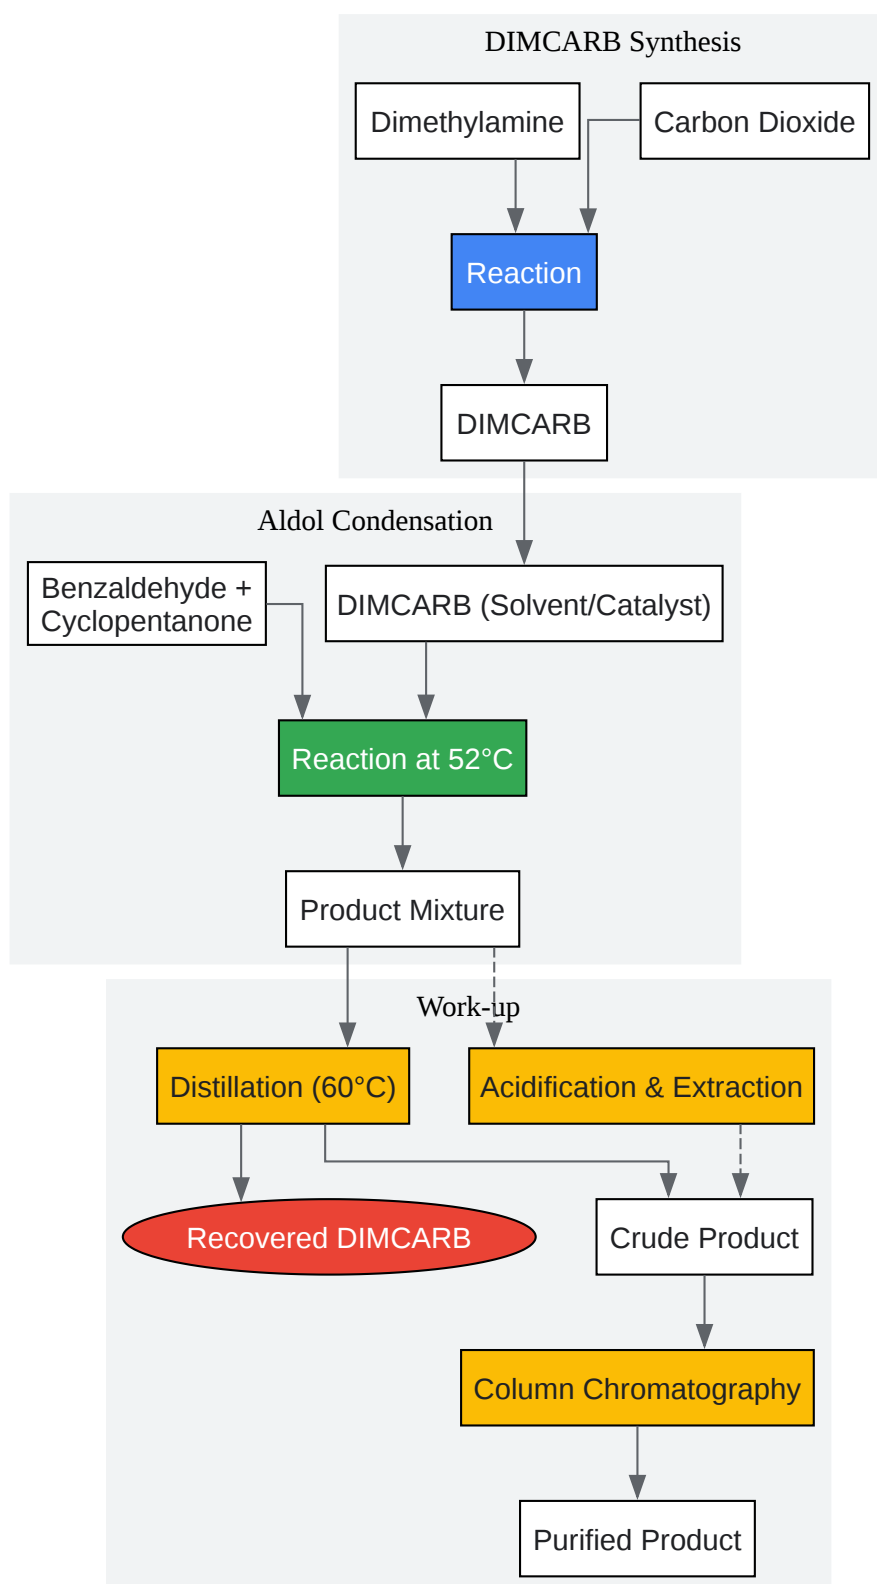 DIMCARB Synthesis
Dimethylamine
Carbon Dioxide
Reaction
DIMCARB
Aldol Condensation
Benzaldehyde +
Cyclopentanone
DIMCARB (Solvent/Catalyst)
Reaction at 52°C
Product Mixture
Work-up
Distillation (60°C)
Acidification & Extraction
Recovered DIMCARB
Crude Product
Column Chromatography
Purified Product